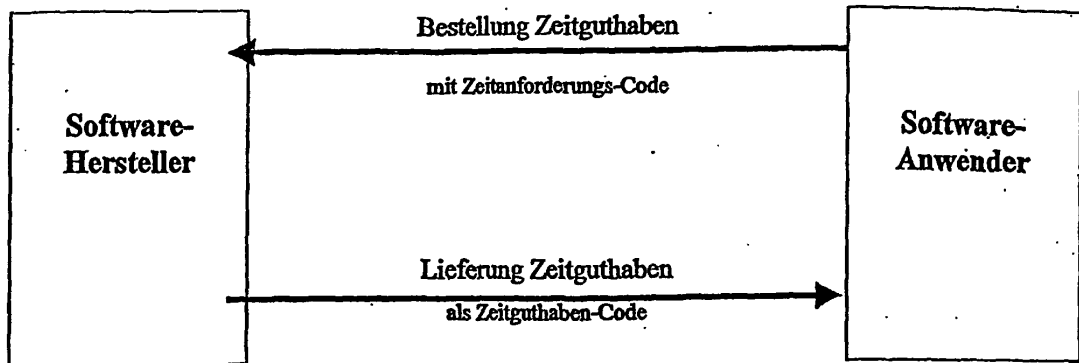 Bestellung Zeitguthaben
mit Zeitanforderungs-Code
Software-
Hersteller
Software-
Anwender
Lieferung Zeitguthaben
als Zeitguthaben-Code